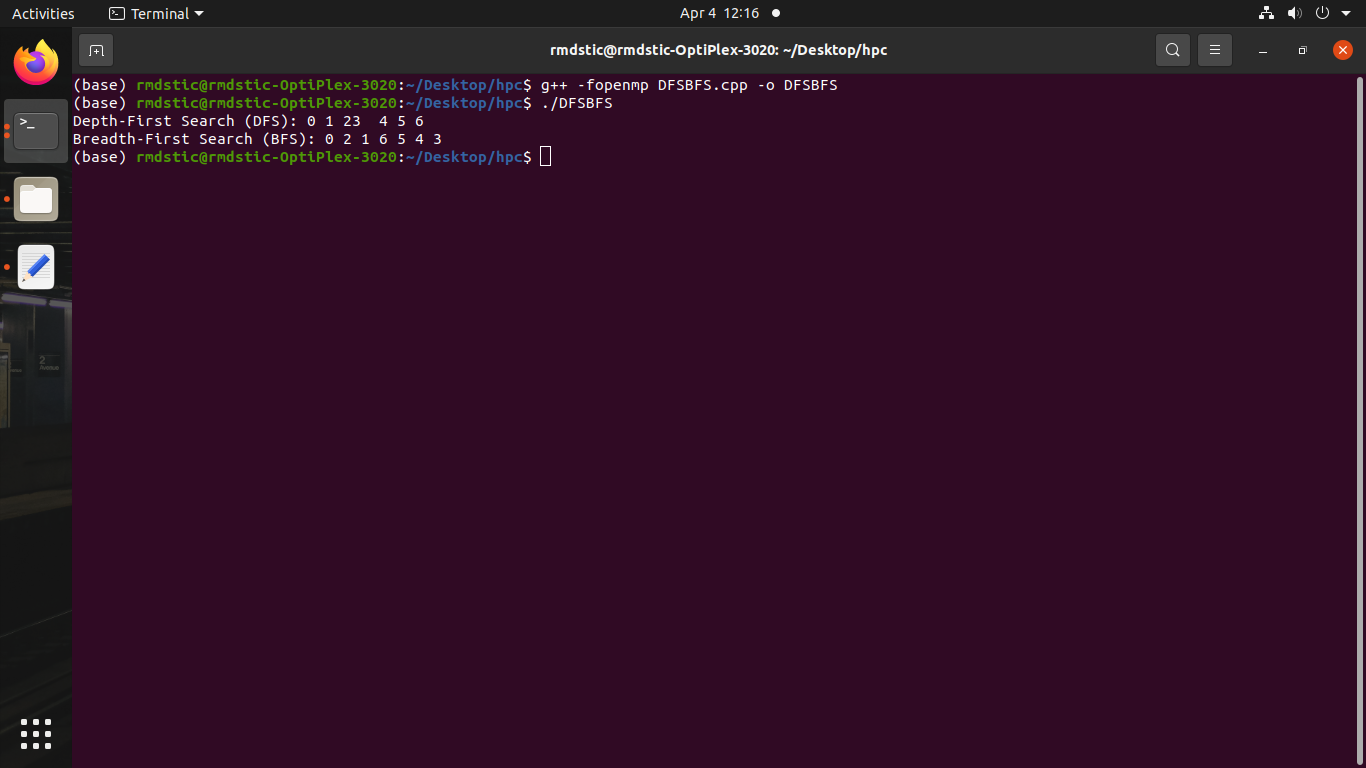 Activities Terminal Apr 4 12:16
rmdstic@rmdstic-OptiPlex-3020: ~/Desktop/hpc
(base) rmdstic@rmdstic-OptiPlex-3020:~/Desktop/hpc$ g++ -fopenmp DFSBFS.cpp -o DFSBFS
(base) rmdstic@rmdstic-OptiPlex-3020:~/Desktop/hpc$ ./DFSBFS
Depth-First Search (DFS): 0 1 23  4 5 6
Breadth-First Search (BFS): 0 2 1 6 5 4 3
(base) rmdstic@rmdstic-OptiPlex-3020:~/Desktop/hpc$